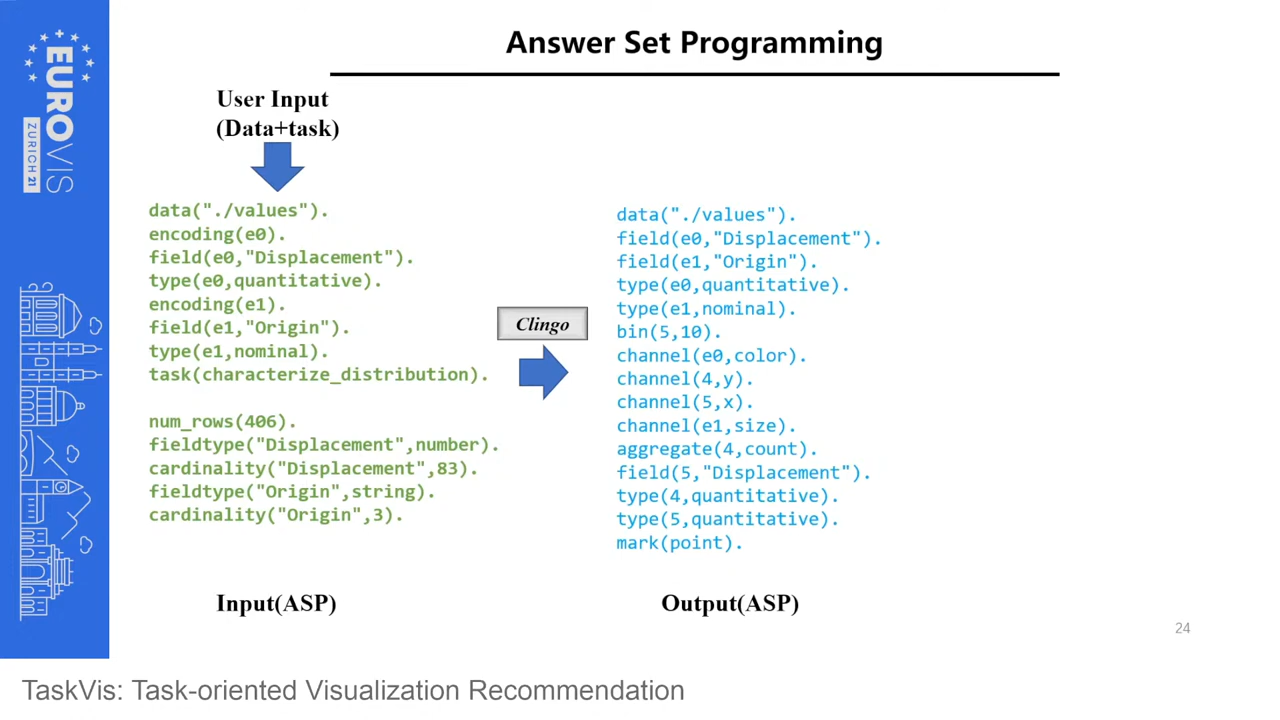 Answer Set Programming
EUROVIS
ZURICH 21
User Input
(Data+task)
data("./values").
encoding(e0).
field(e0,"Displacement").
type(e0,quantitative).
encoding(e1).
field(e1,"Origin").
type(e1,nominal).
task(characterize_distribution).
num_rows(406).
fieldtype("Displacement",number).
cardinality("Displacement",83).
fieldtype("Origin",string).
cardinality("Origin",3).
Input(ASP)
Clingo
data("./values").
field(e0,"Displacement").
field(e1,"Origin").
type(e0,quantitative).
type(e1,nominal).
bin(5,10).
channel(e0,color).
channel(4,y).
channel(5,x).
channel(e1,size).
aggregate(4,count).
field(5,"Displacement").
type(4,quantitative).
type(5,quantitative).
mark(point).
Output(ASP)
24
TaskVis: Task-oriented Visualization Recommendation